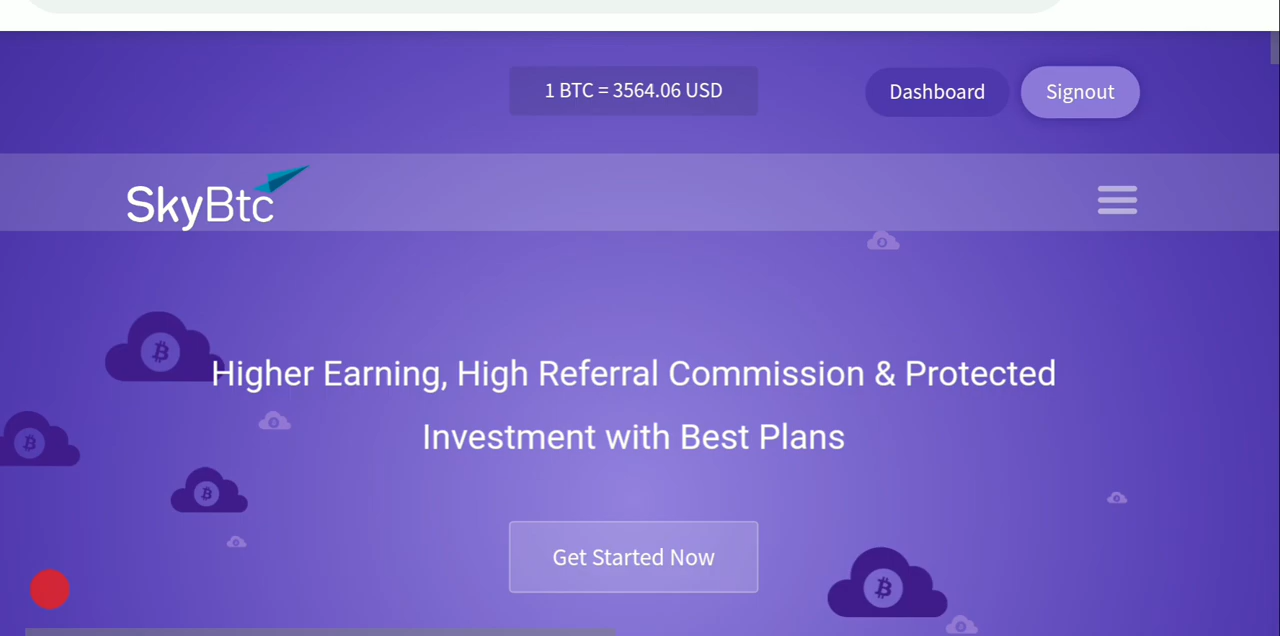 1 BTC = 3564.06 USD
Dashboard
Signout
SkyBtc
Higher Earning, High Referral Commission & Protected
Investment with Best Plans
Get Started Now